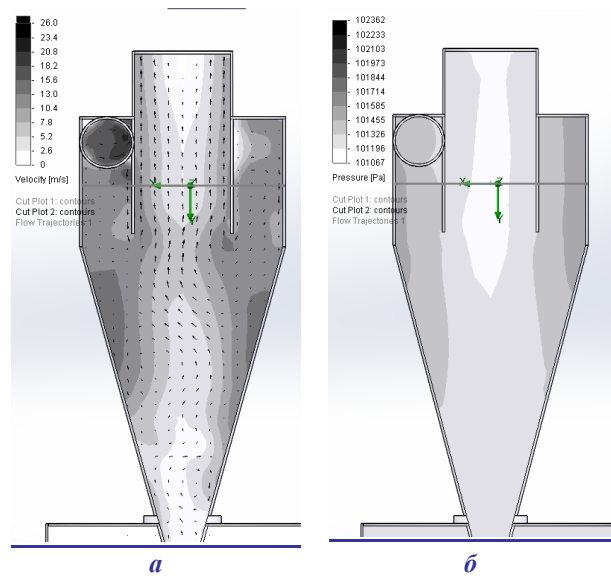 26.0
23.4
20.8
18.2
15.6
13.0
10.4
7.8
5.2
2.6
0
Velocity [m/s]
Cut Plot 1: contours
Cut Plot 2: contours
Flow Trajectories 1
X
Y
а
102362
102233
102103
101973
101844
101714
101585
101455
101326
101196
101067
Pressure [Pa]
Cut Plot 1: contours
Cut Plot 2: contours
Flow Trajectories 1
X
Y
б